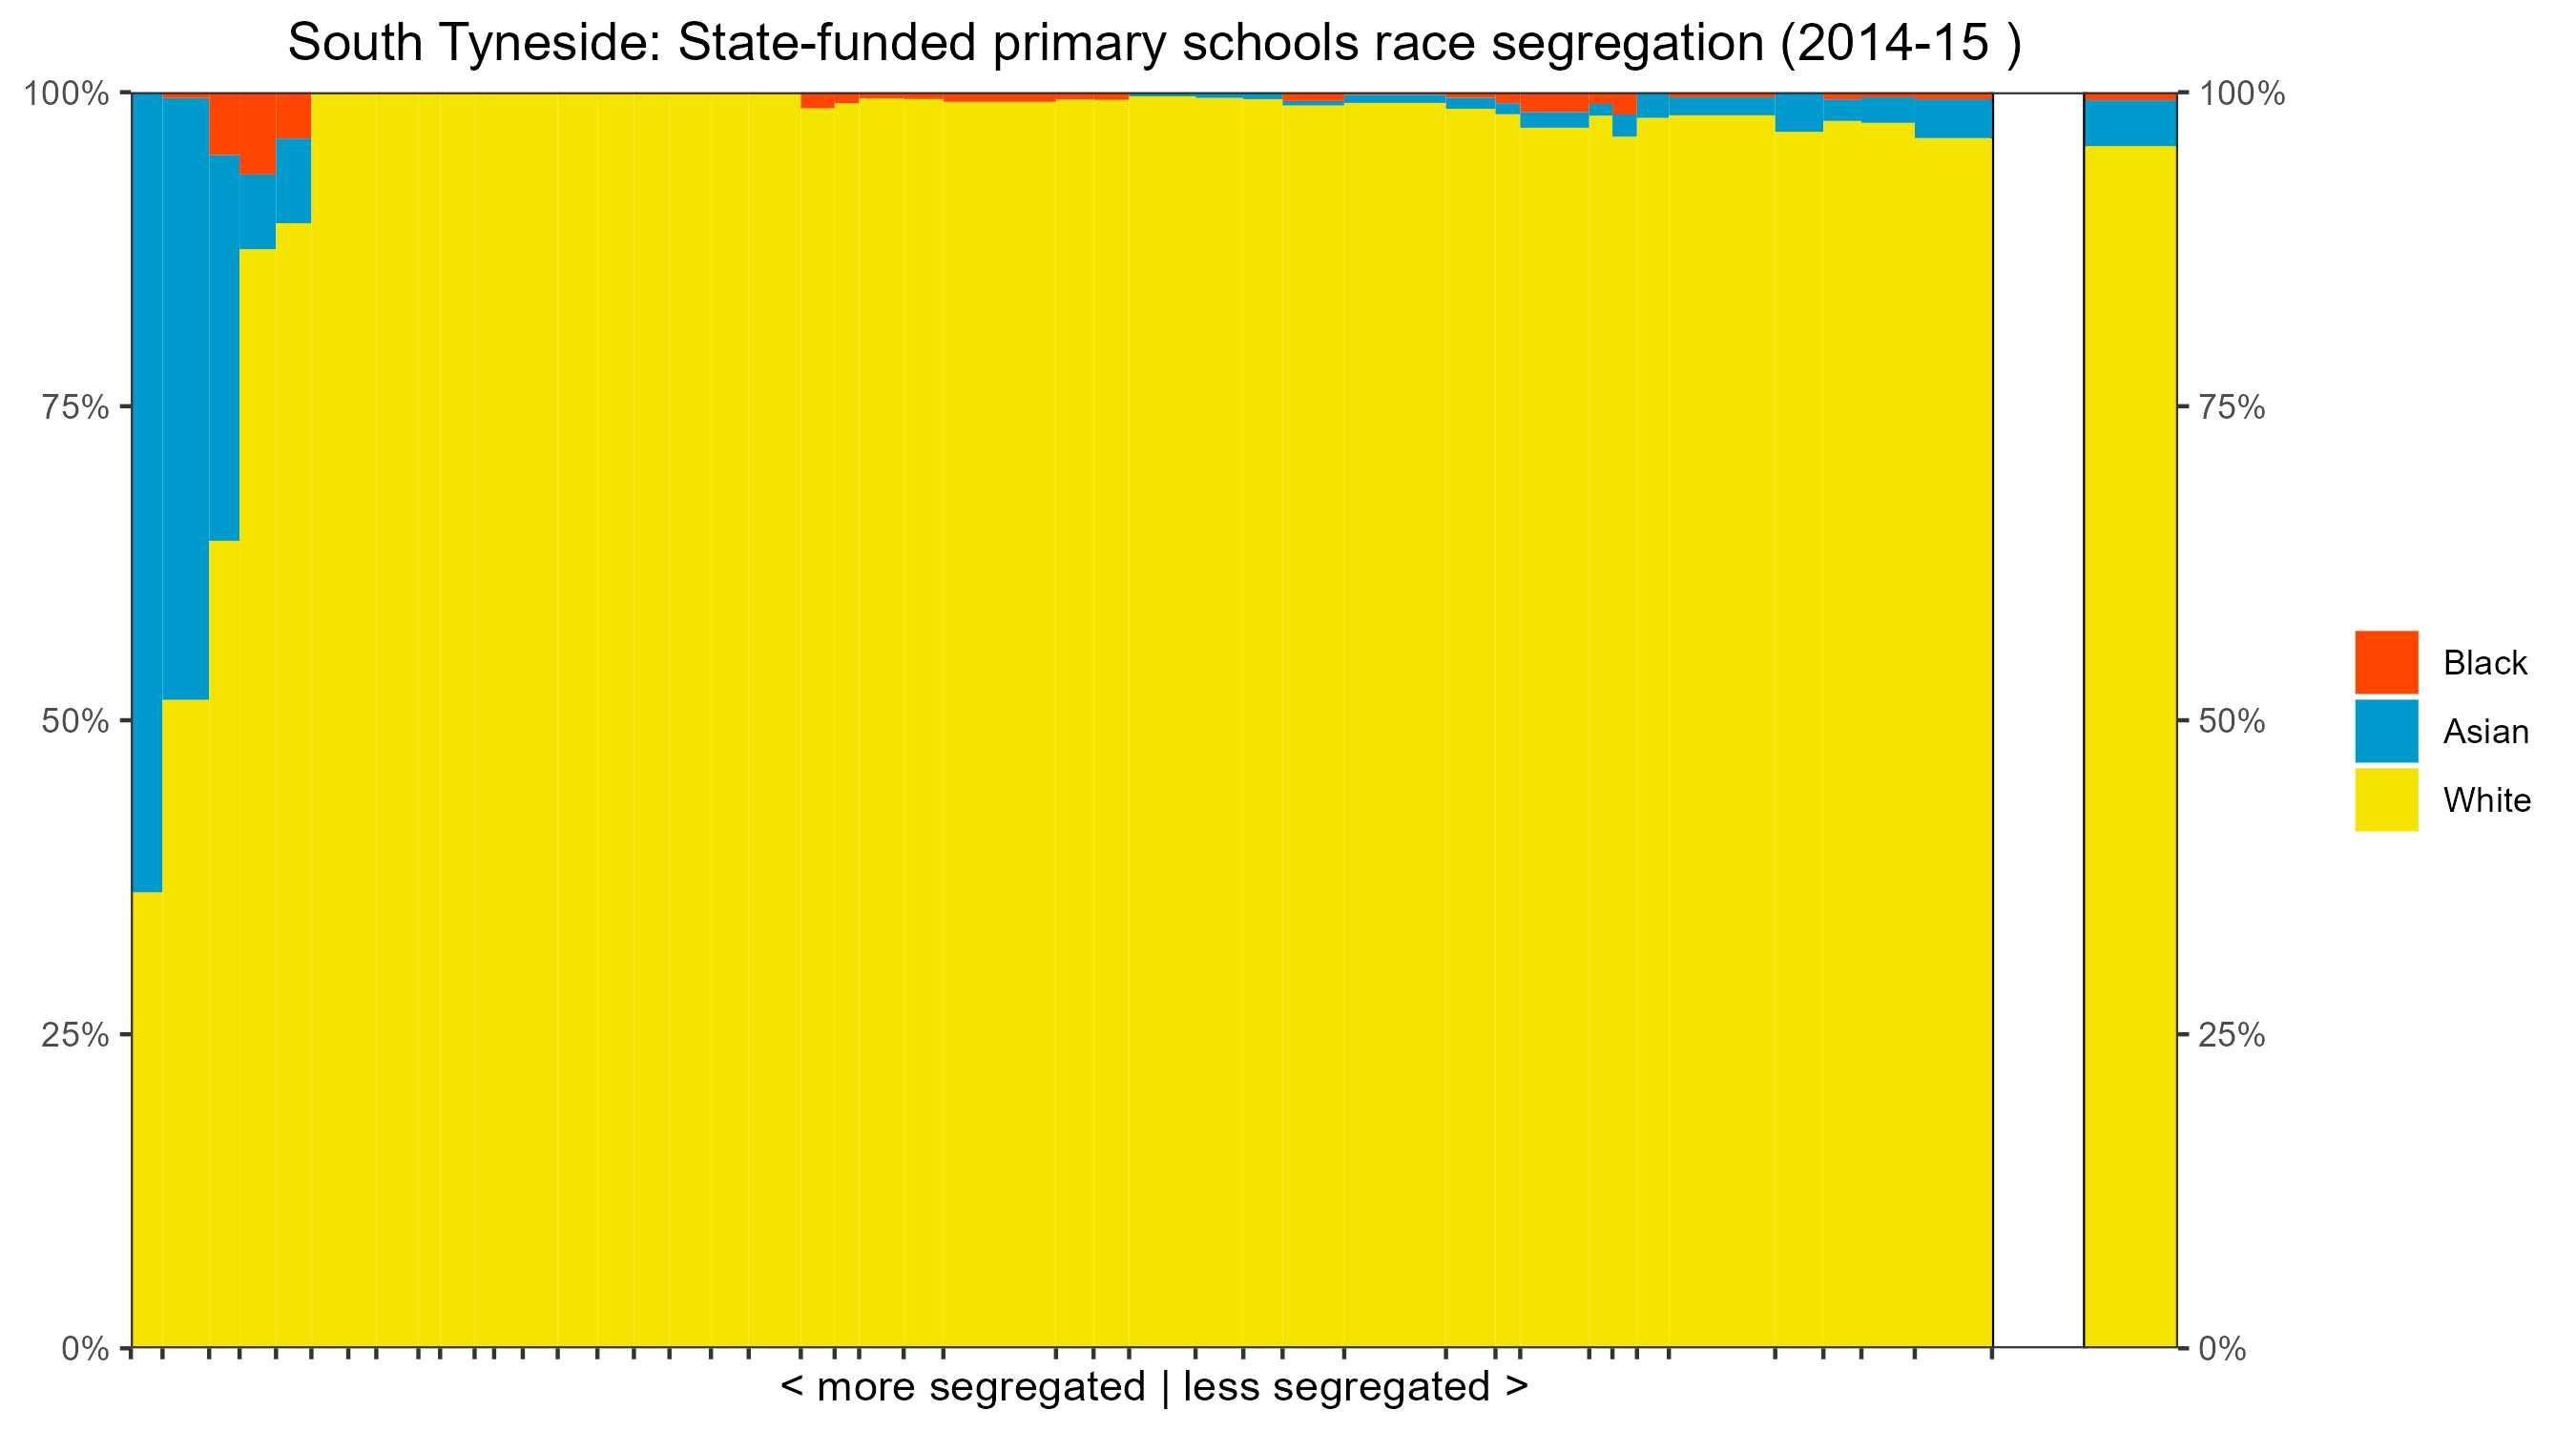 South Tyneside: State-funded primary schools race segregation (2014-15 )
100%
75%
50%
25%
0%
100%
75%
50%
25%
0%
Black
Asian
White
< more segregated | less segregated >